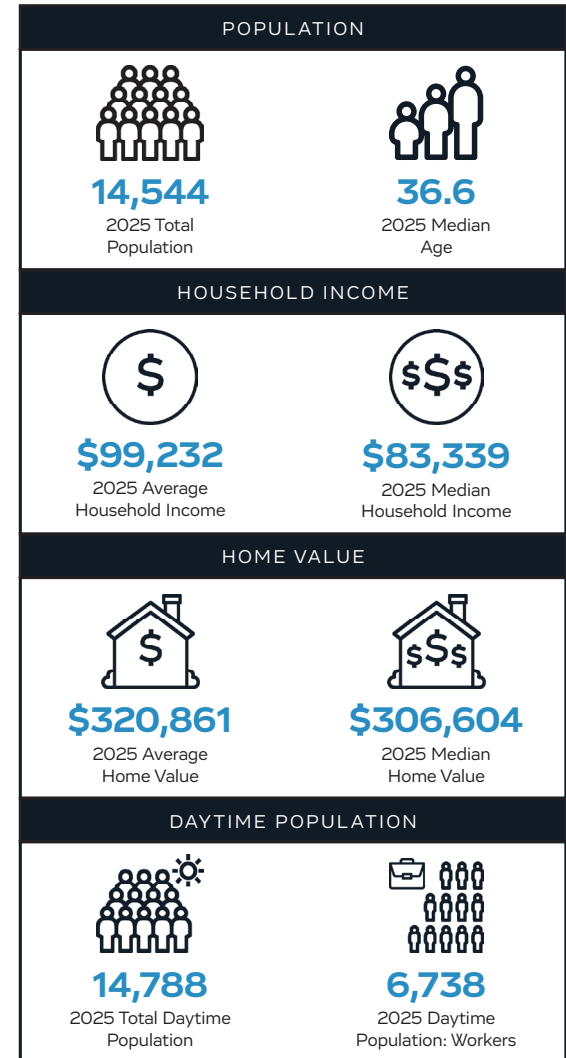 POPULATION
14,544
2025 Total
Population
36.6
2025 Median
Age
HOUSEHOLD INCOME
$
$99,232
2025 Average
Household Income
$$$
$83,339
2025 Median
Household Income
HOME VALUE
$
$320,861
2025 Average
Home Value
$$$
$306,604
2025 Median
Home Value
DAYTIME POPULATION
14,788
2025 Total Daytime
Population
6,738
2025 Daytime
Population: Workers